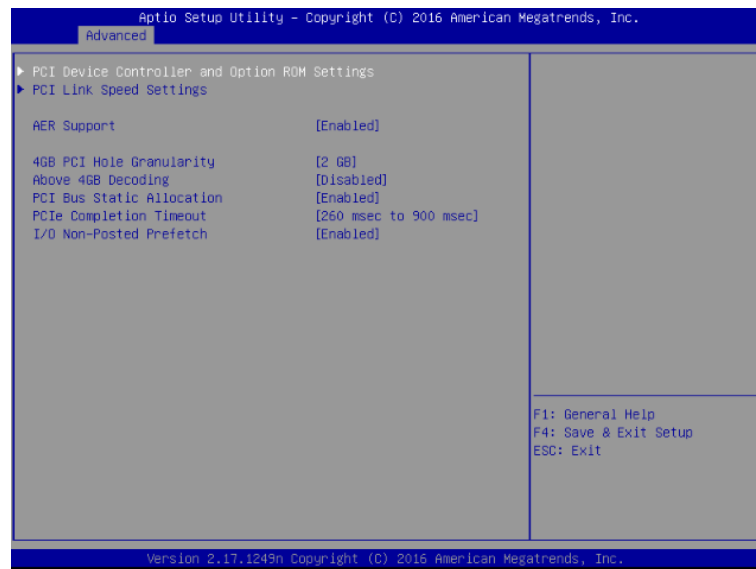 Aptio Setup Utility – Copyright (C) 2016 American Megatrends, Inc.
Advanced
PCI Device Controller and Option ROM Settings
PCI Link Speed Settings
AER Support [Enabled]
4GB PCI Hole Granularity [2 GB]
Above 4GB Decoding [Disabled]
PCI Bus Static Allocation [Enabled]
PCIe Completion Timeout [260 msec to 900 msec]
I/O Non-Posted Prefetch [Enabled]
F1: General Help
F4: Save & Exit Setup
ESC: Exit
Version 2.17.1249n Copyright (C) 2016 American Megatrends, Inc.